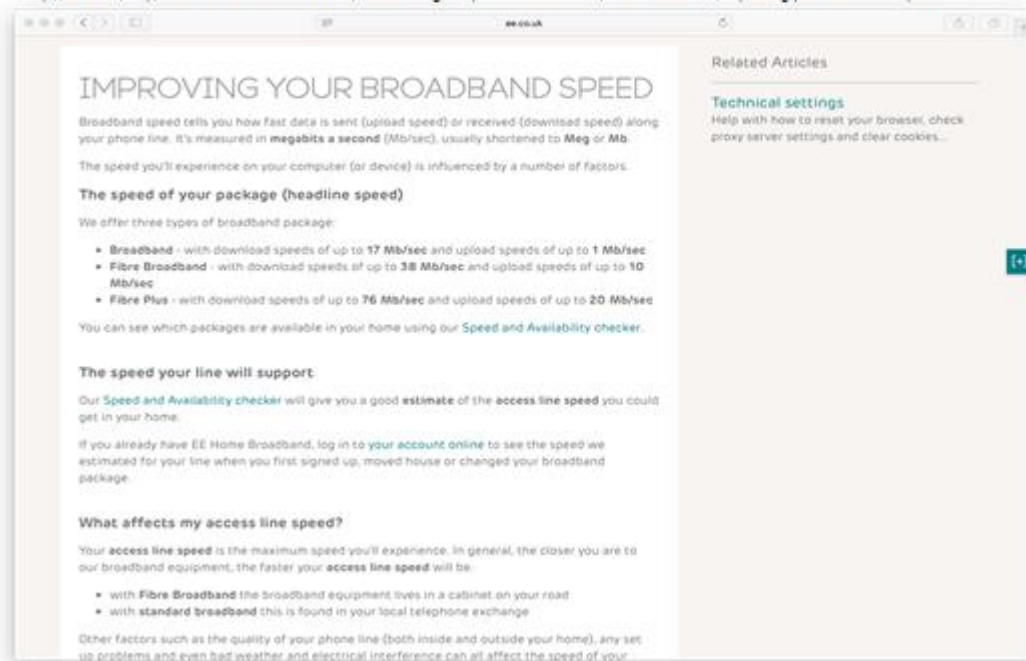 ee.co.uk
IMPROVING YOUR BROADBAND SPEED
Broadband speed tells you how fast data is sent (upload speed) or received (download speed) along
your phone line. It's measured in megabits a second (Mb/sec), usually shortened to Meg or Mb.
The speed you'll experience on your computer (or device) is influenced by a number of factors.
The speed of your package (headline speed)
We offer three types of broadband package:
• Broadband - with download speeds of up to 17 Mb/sec and upload speeds of up to 1 Mb/sec
• Fibre Broadband - with download speeds of up to 38 Mb/sec and upload speeds of up to 10
Mb/sec
• Fibre Plus - with download speeds of up to 76 Mb/sec and upload speeds of up to 20 Mb/sec
You can see which packages are available in your home using our Speed and Availability checker.
The speed your line will support
Our Speed and Availability checker will give you a good estimate of the access line speed you could
get in your home.
If you already have EE Home Broadband, log in to your account online to see the speed we
estimated for your line when you first signed up, moved house or changed your broadband
package.
What affects my access line speed?
Your access line speed is the maximum speed you'll experience. In general, the closer you are to
our broadband equipment, the faster your access line speed will be:
• with Fibre Broadband the broadband equipment lives in a cabinet on your road
• with standard broadband this is found in your local telephone exchange
Other factors such as the quality of your phone line (both inside and outside your home), any set
up problems and even bad weather and electrical interference can all affect the speed of your
Related Articles
Technical settings
Help with how to reset your browser, check
proxy server settings and clear cookies...
[+]